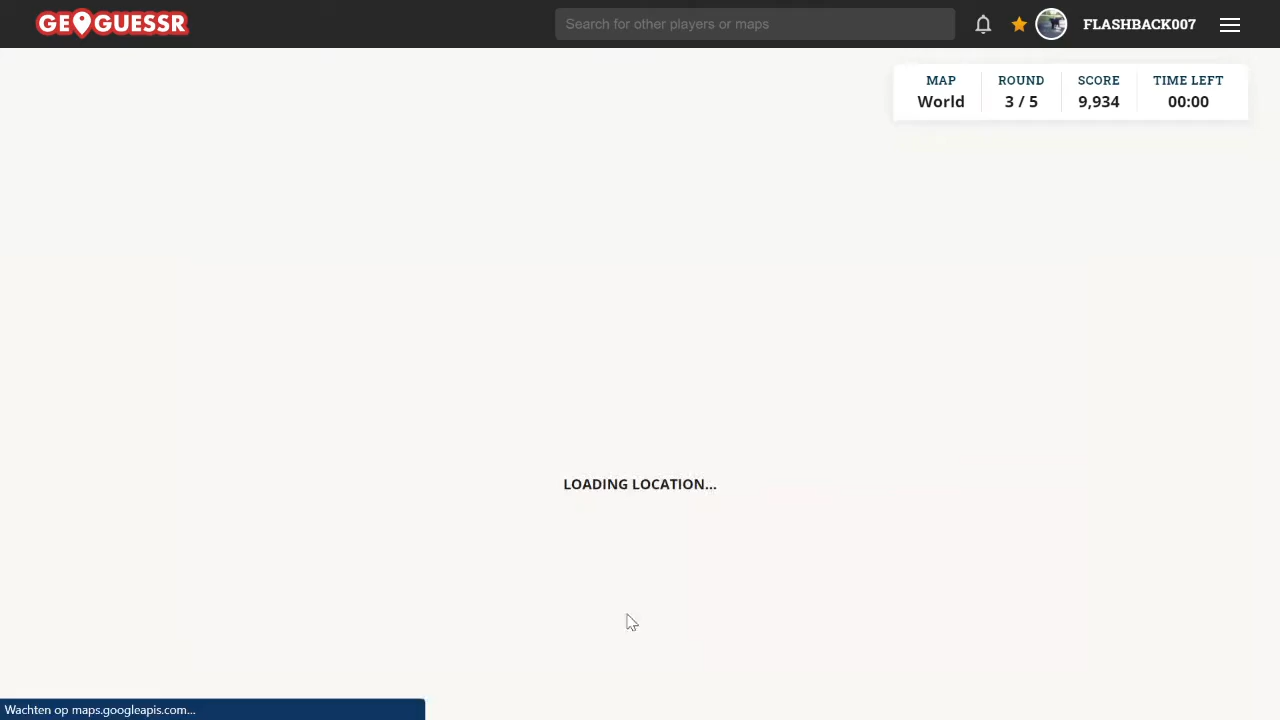 GEOGUESSR
Search for other players or maps
FLASHBACK007
MAP
World
ROUND
3 / 5
SCORE
9,934
TIME LEFT
00:00
LOADING LOCATION...
Wachten op maps.googleapis.com...